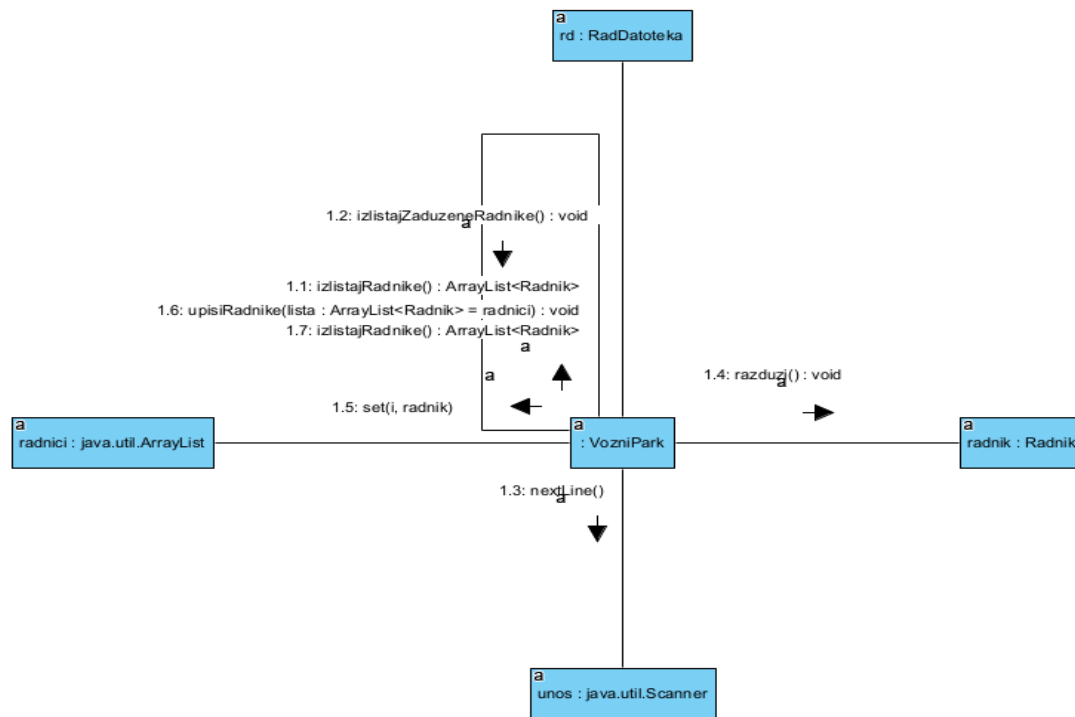 a
rd : RadDatoteka
1.2: izlistajZaduzeneRadnike() : void
a
1.1: izlistajRadnike() : ArrayList<Radnik>
1.6: upisiRadnike(lista : ArrayList<Radnik> = radnici) : void
1.7: izlistajRadnike() : ArrayList<Radnik>
a
a
1.4: razduzi() : void
a
1.5: set(i, radnik)
a
radnici : java.util.ArrayList
a
: VozniPark
a
radnik : Radnik
1.3: nextLine()
a
a
unos : java.util.Scanner